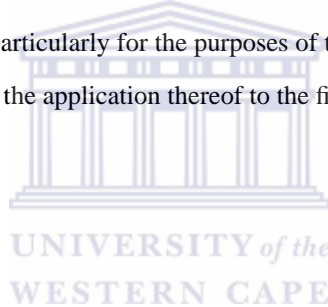 articularly for the purposes of t
the application thereof to the fi
UNIVERSITY of the
WESTERN CAPE